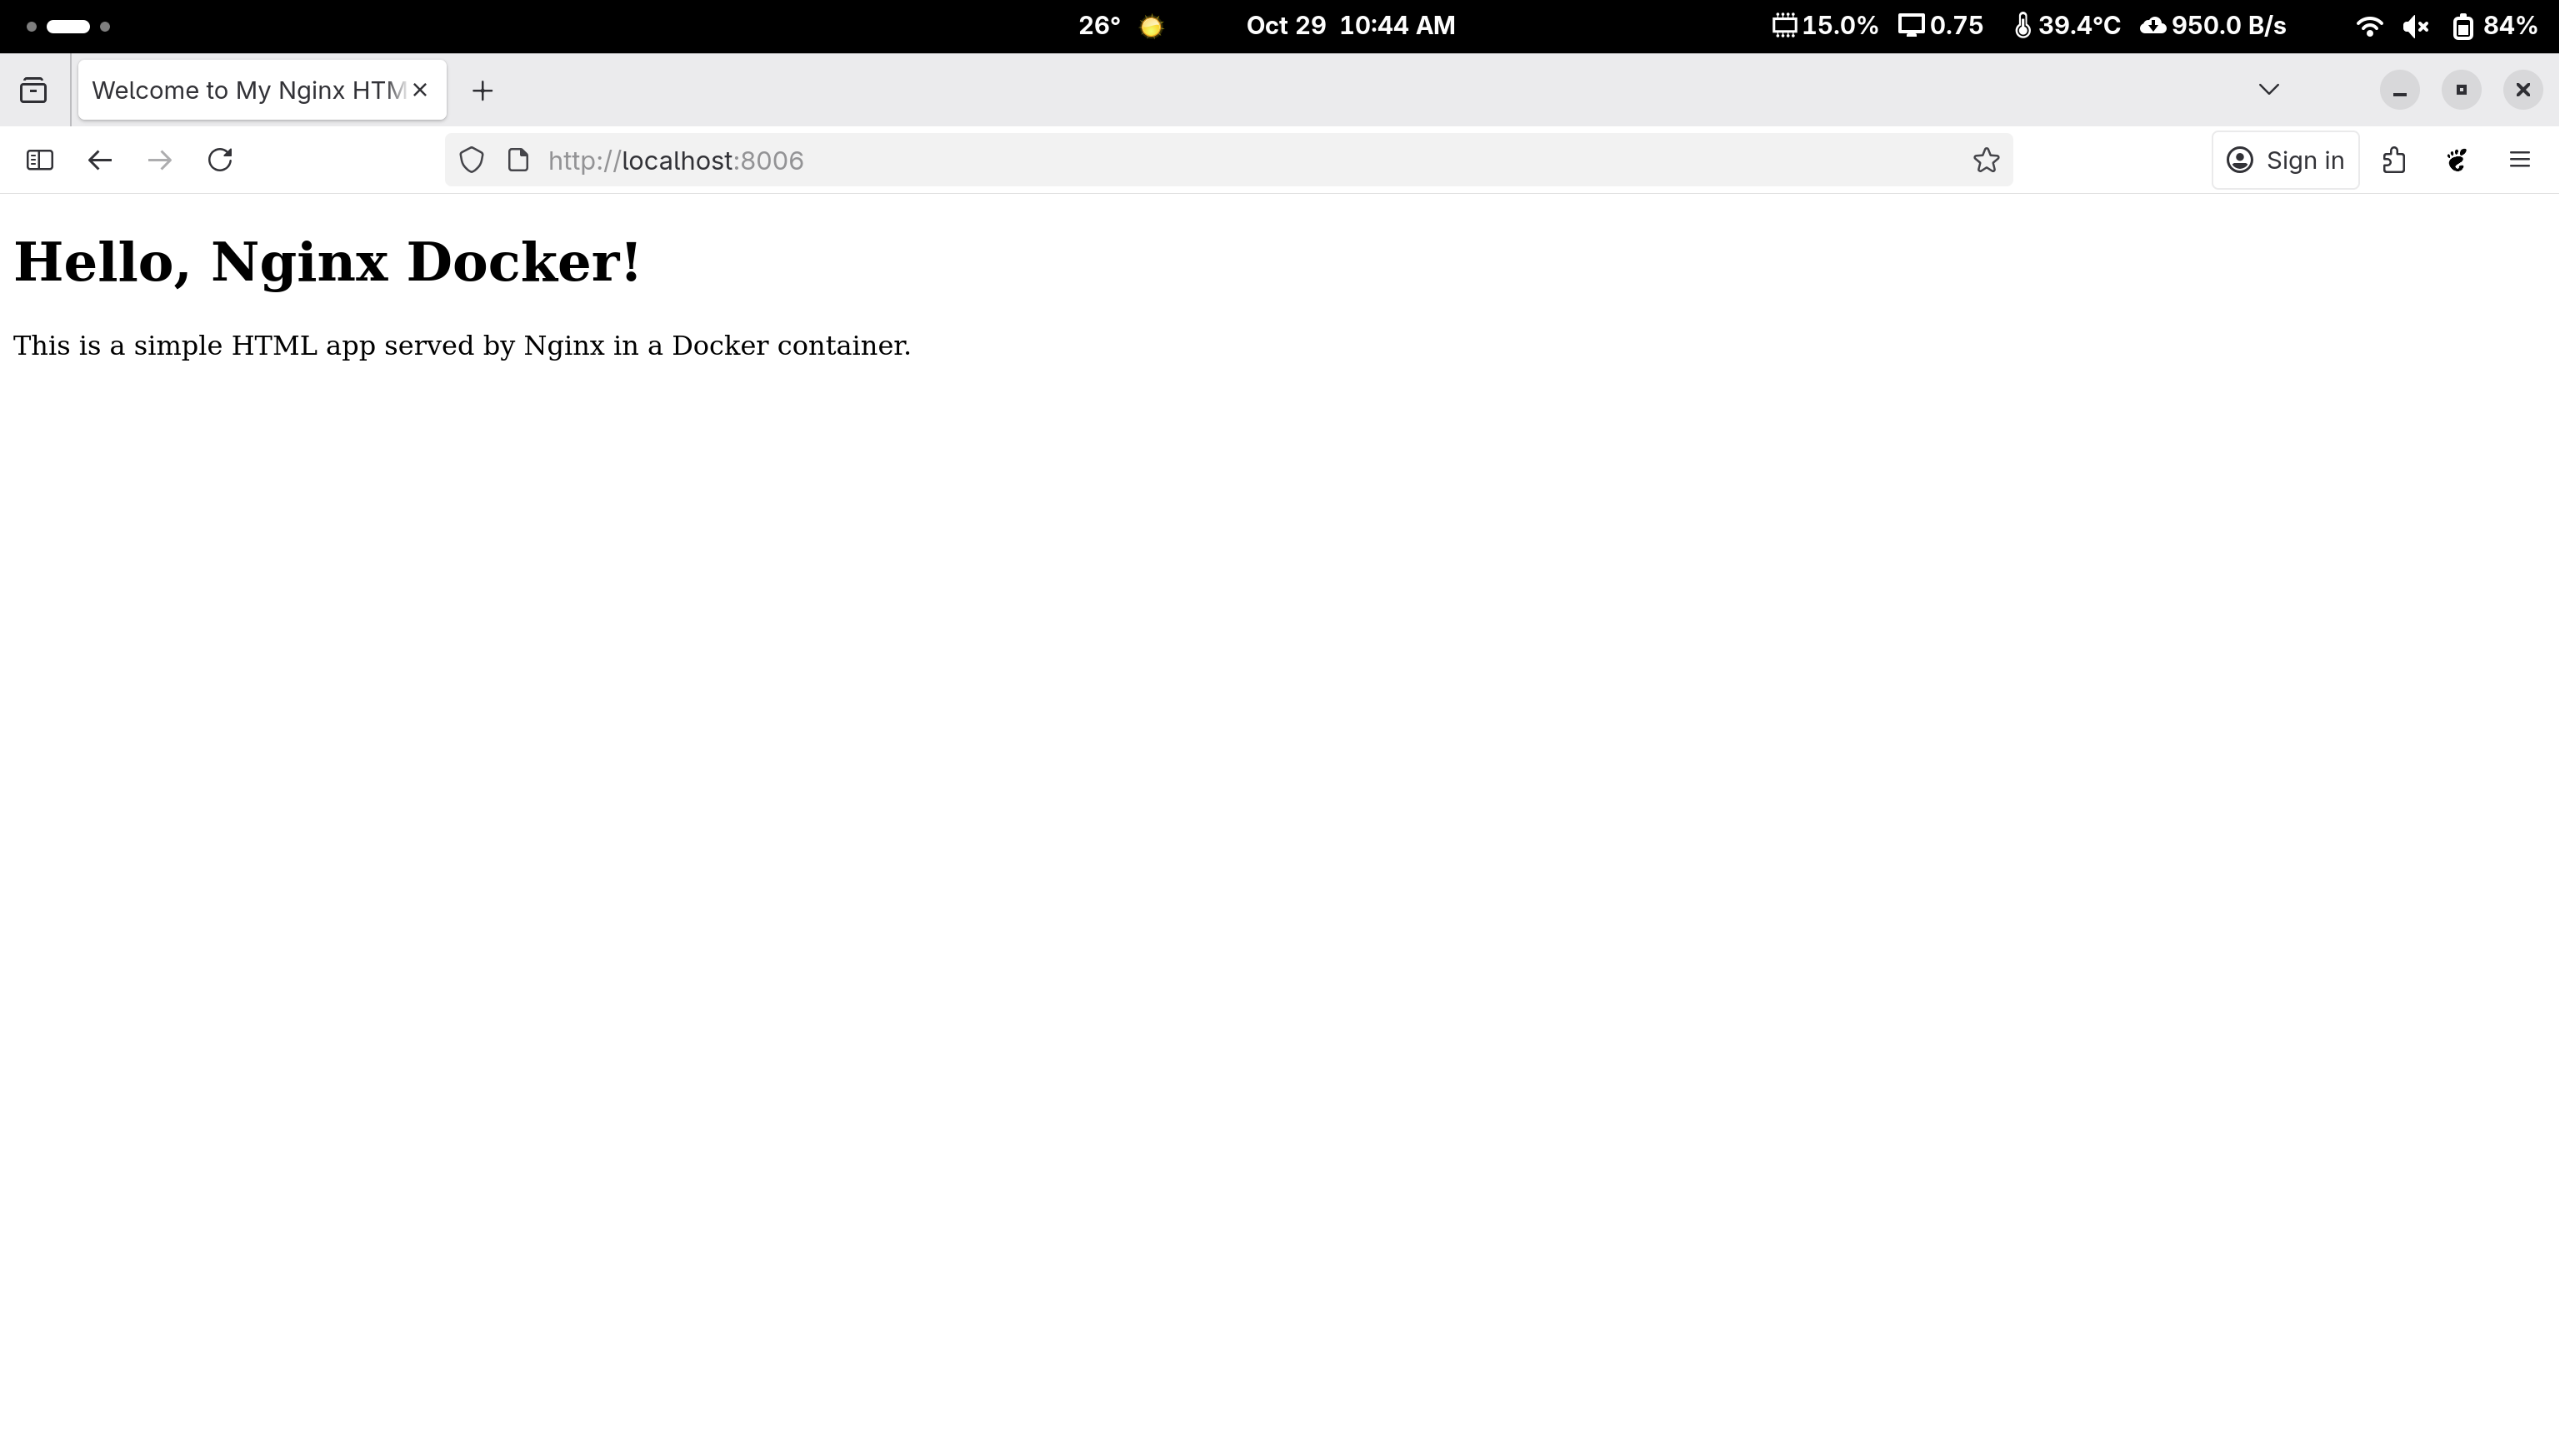 26° Oct 29 10:44 AM 15.0% 0.75 39.4°C 950.0 B/s 84%
Welcome to My Nginx HTM
http://localhost:8006 Sign in
Hello, Nginx Docker!
This is a simple HTML app served by Nginx in a Docker container.